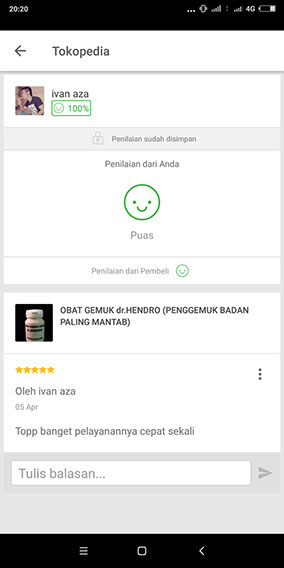 20:20
4G
Tokopedia
ivan aza
100%
Penilaian sudah disimpan
Penilaian dari Anda
Puas
Penilaian dari Pembeli
OBAT GEMUK dr.HENDRO (PENGGEMUK BADAN
PALING MANTAB)
Oleh ivan aza
05 Apr
Topp banget pelayanannya cepat sekali
Tulis balasan...